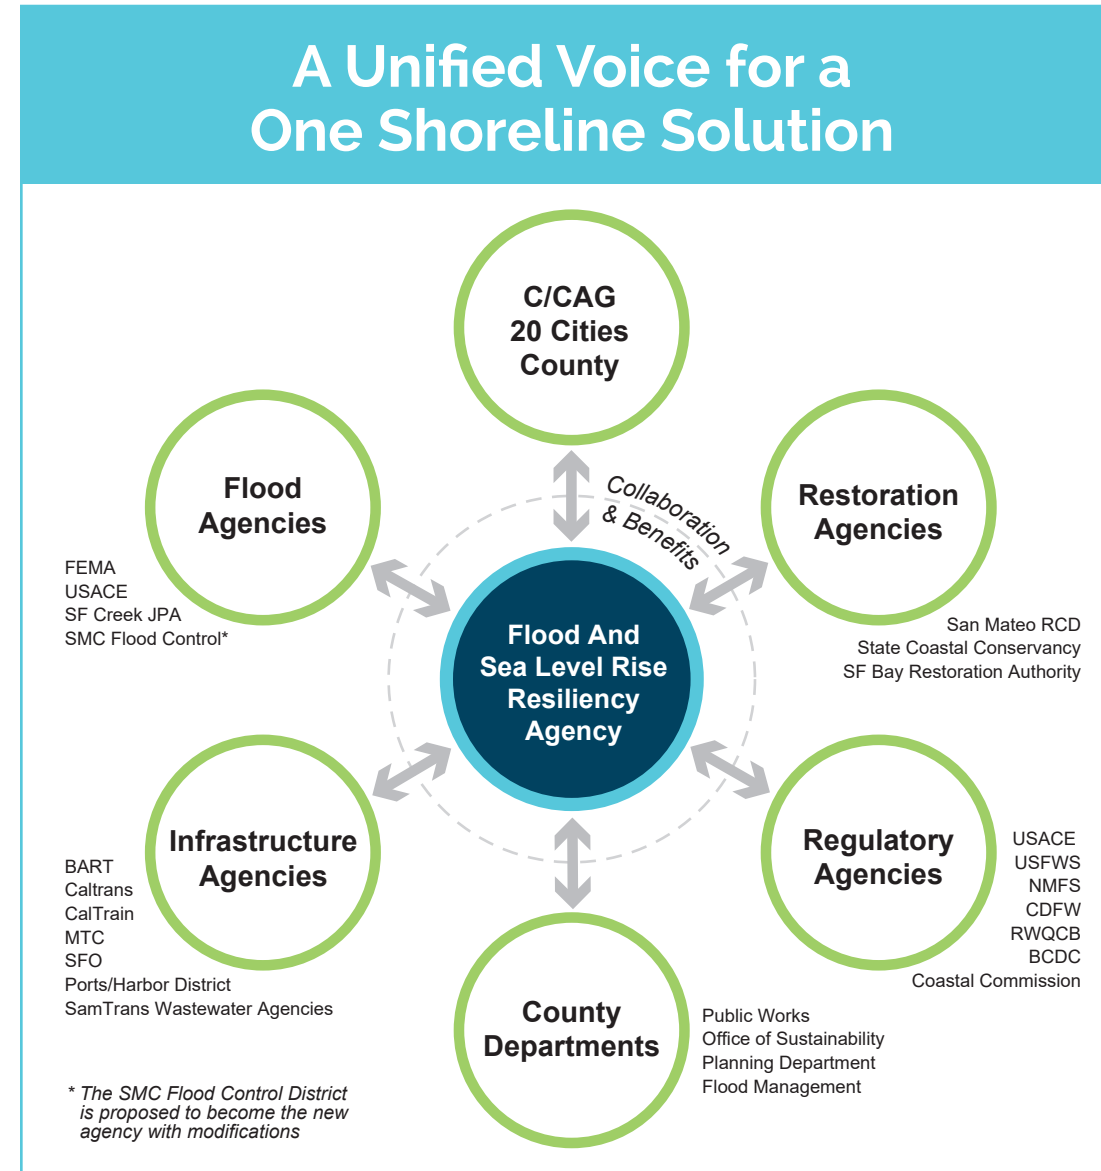 A Unified Voice for a
One Shoreline Solution
C/CAG
20 Cities
County
Flood
Agencies
FEMA
USACE
SF Creek JPA
SMC Flood Control*
Collaboration
& Benefits
Restoration
Agencies
San Mateo RCD
State Coastal Conservancy
SF Bay Restoration Authority
Flood And
Sea Level Rise
Resiliency
Agency
Infrastructure
Agencies
BART
Caltrans
CalTrain
MTC
SFO
Ports/Harbor District
SamTrans Wastewater Agencies
Regulatory
Agencies
USACE
USFWS
NMFS
CDFW
RWQCB
BCDC
Coastal Commission
County
Departments
Public Works
Office of Sustainability
Planning Department
Flood Management
* The SMC Flood Control District
is proposed to become the new
agency with modifications